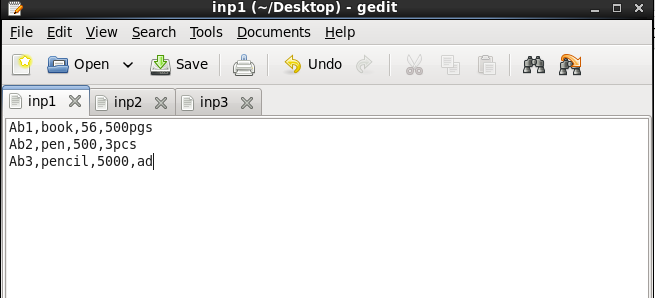 inp1 (~/Desktop) - gedit
File Edit View Search Tools Documents Help
Open Save Undo
inp1 inp2 inp3
Ab1,book,56,500pgs
Ab2,pen,500,3pcs
Ab3,pencil,5000,ad